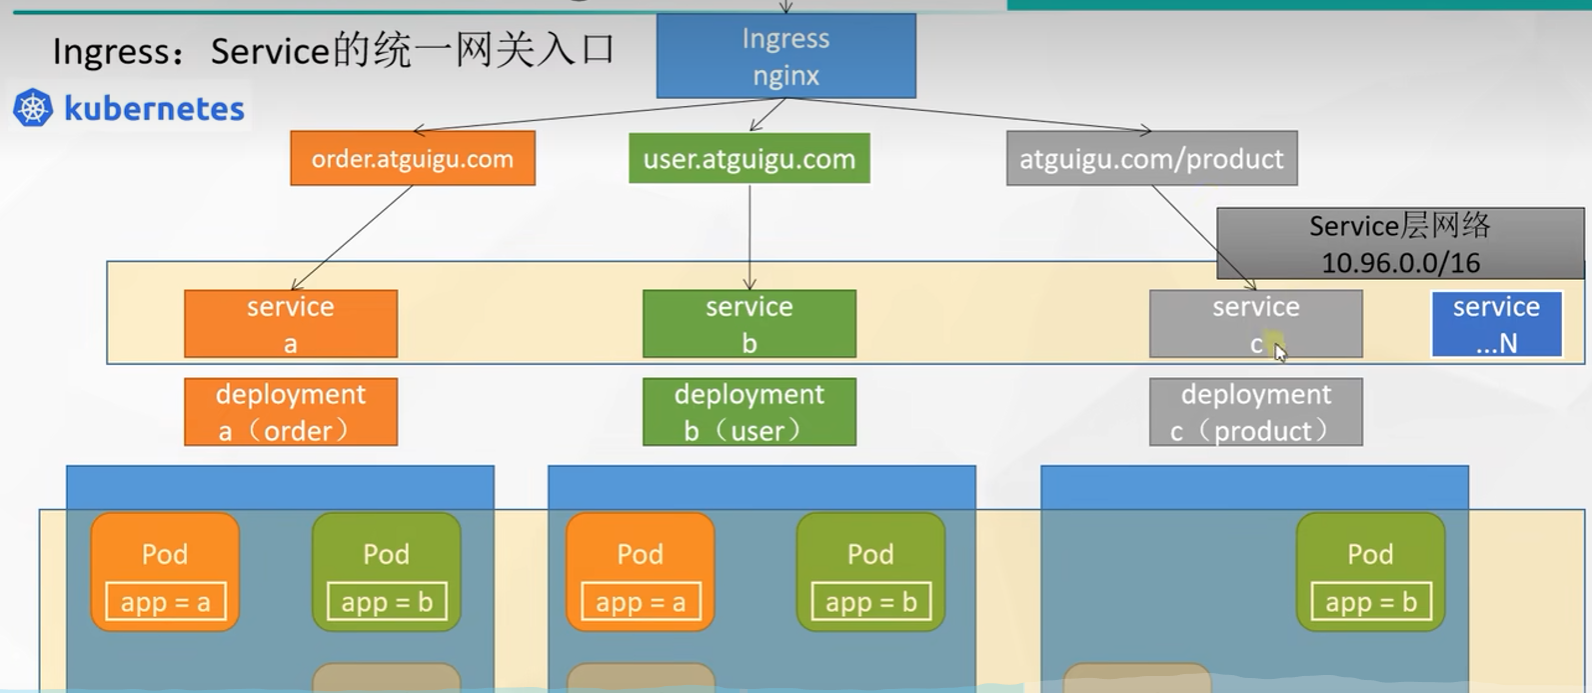 Ingress：Service的统一网关入口
Ingress
nginx
kubernetes
order.atguigu.com
user.atguigu.com
atguigu.com/product
Service层网络
10.96.0.0/16
service
a
service
b
service
c
service
...N
deployment
a（order）
deployment
b（user）
deployment
c（product）
Pod
app = a
Pod
app = b
Pod
app = a
Pod
app = b
Pod
app = b